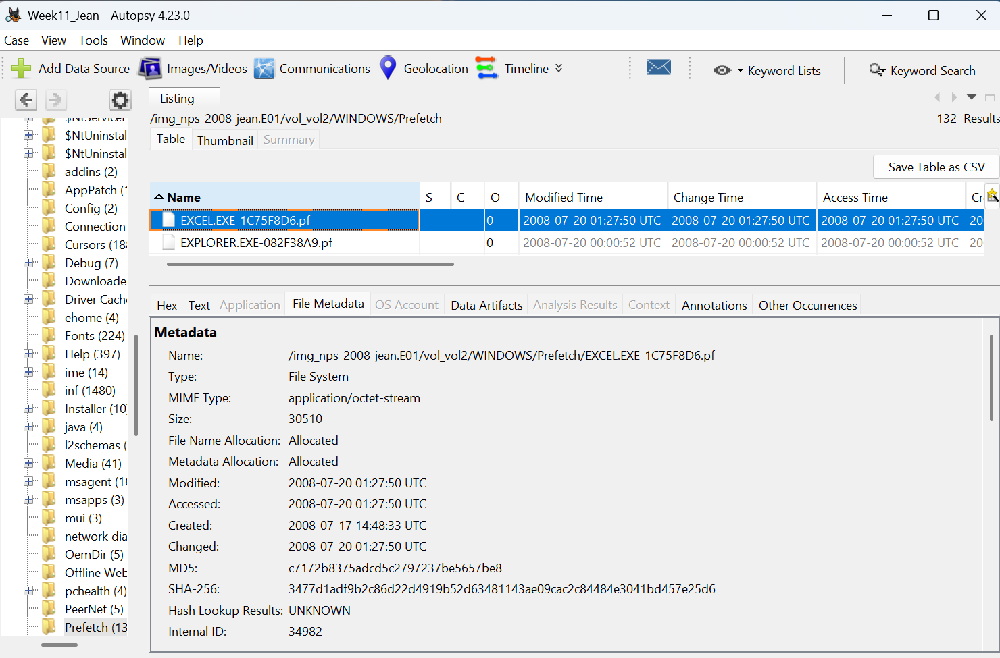 Week11_Jean - Autopsy 4.23.0
Case View Tools Window Help
Add Data Source Images/Videos Communications Geolocation Timeline Keyword Lists Keyword Search
Listing
/img_nps-2008-jean.E01/vol_vol2/WINDOWS/Prefetch 132 Results
Table Thumbnail Summary
Save Table as CSV
Name S C O Modified Time Change Time Access Time Cr
EXCEL.EXE-1C75F8D6.pf 0 2008-07-20 01:27:50 UTC 2008-07-20 01:27:50 UTC 2008-07-20 01:27:50 UTC 20
EXPLORER.EXE-082F38A9.pf 0 2008-07-20 00:00:52 UTC 2008-07-20 00:00:52 UTC 2008-07-20 00:00:52 UTC 20
$NtUninstal
$NtUninstal
addins (2)
AppPatch (1
Config (2)
Connection
Cursors (188
Debug (7)
Downloade
Driver Cach
ehome (4)
Fonts (224)
Help (397)
ime (14)
inf (1480)
Installer (10
java (4)
l2schemas (
Media (41)
msagent (16
msapps (3)
mui (3)
network dia
OemDir (5)
Offline Web
pchealth (4)
PeerNet (5)
Prefetch (13
Hex Text Application File Metadata OS Account Data Artifacts Analysis Results Context Annotations Other Occurrences
Metadata
Name: /img_nps-2008-jean.E01/vol_vol2/WINDOWS/Prefetch/EXCEL.EXE-1C75F8D6.pf
Type: File System
MIME Type: application/octet-stream
Size: 30510
File Name Allocation: Allocated
Metadata Allocation: Allocated
Modified: 2008-07-20 01:27:50 UTC
Accessed: 2008-07-20 01:27:50 UTC
Created: 2008-07-17 14:48:33 UTC
Changed: 2008-07-20 01:27:50 UTC
MD5: c7172b8375adcd5c2797237be5657be8
SHA-256: 3477d1adf9b2c86d22d4919b52d63481143ae09cac2c84484e3041bd457e25d6
Hash Lookup Results: UNKNOWN
Internal ID: 34982